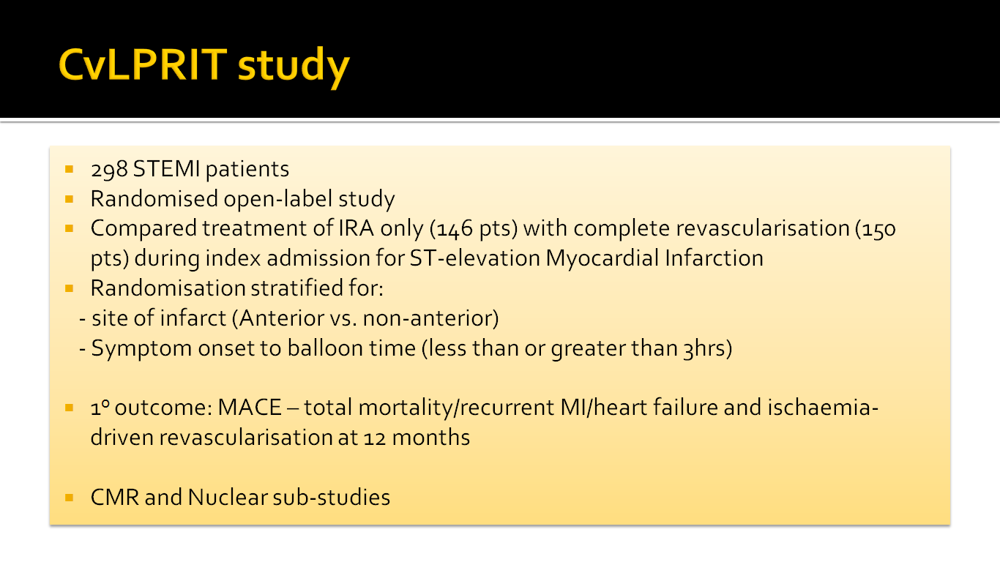 CvLPRIT study
298 STEMI patients
Randomised open-label study
Compared treatment of IRA only (146 pts) with complete revascularisation (150
pts) during index admission for ST-elevation Myocardial Infarction
Randomisation stratified for:
- site of infarct (Anterior vs. non-anterior)
- Symptom onset to balloon time (less than or greater than 3hrs)
1º outcome: MACE – total mortality/recurrent MI/heart failure and ischaemia-
driven revascularisation at 12 months
CMR and Nuclear sub-studies